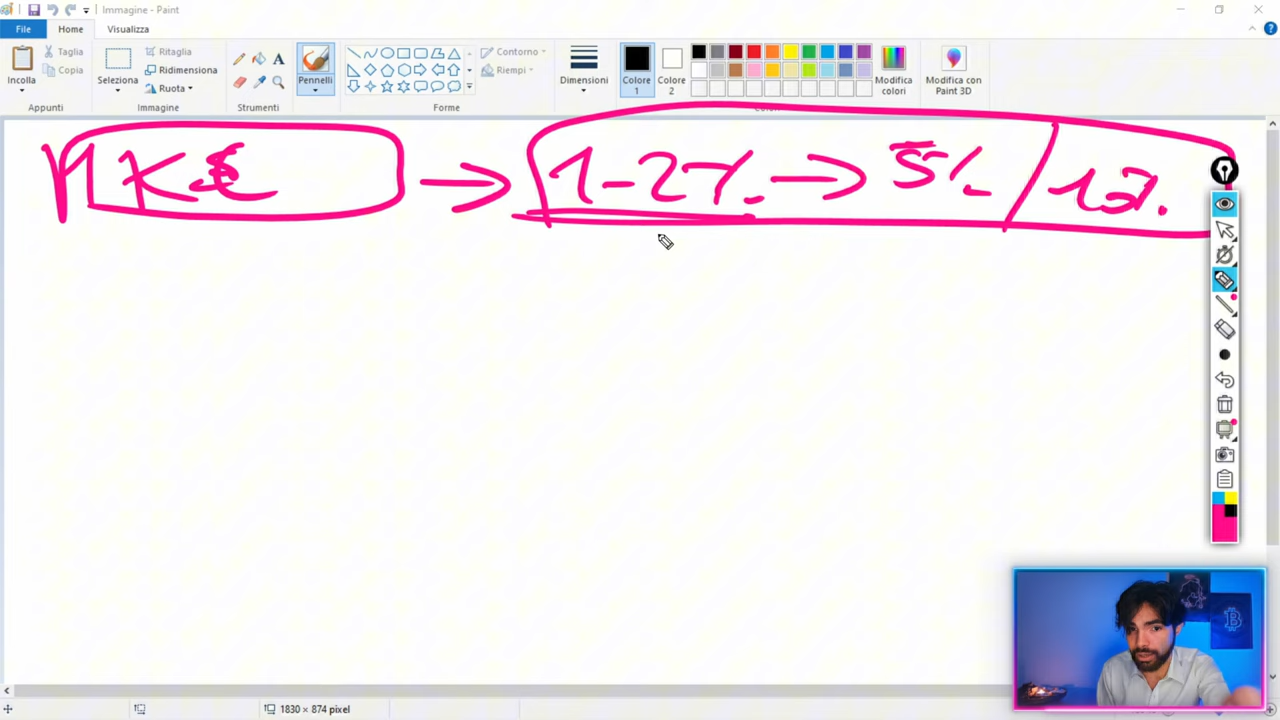 Immagine - Paint
File Home Visualizza
Incolla Taglia Copia Seleziona Ritaglia Ridimensiona Ruota Pennelli Contorno Riempi Dimensioni Colore 1 Colore 2 Modifica colori Modifica con Paint 3D
Appunti Immagine Strumenti Forme
1 K € → 1-2% → 5% / 12%
1830 × 874 pixel